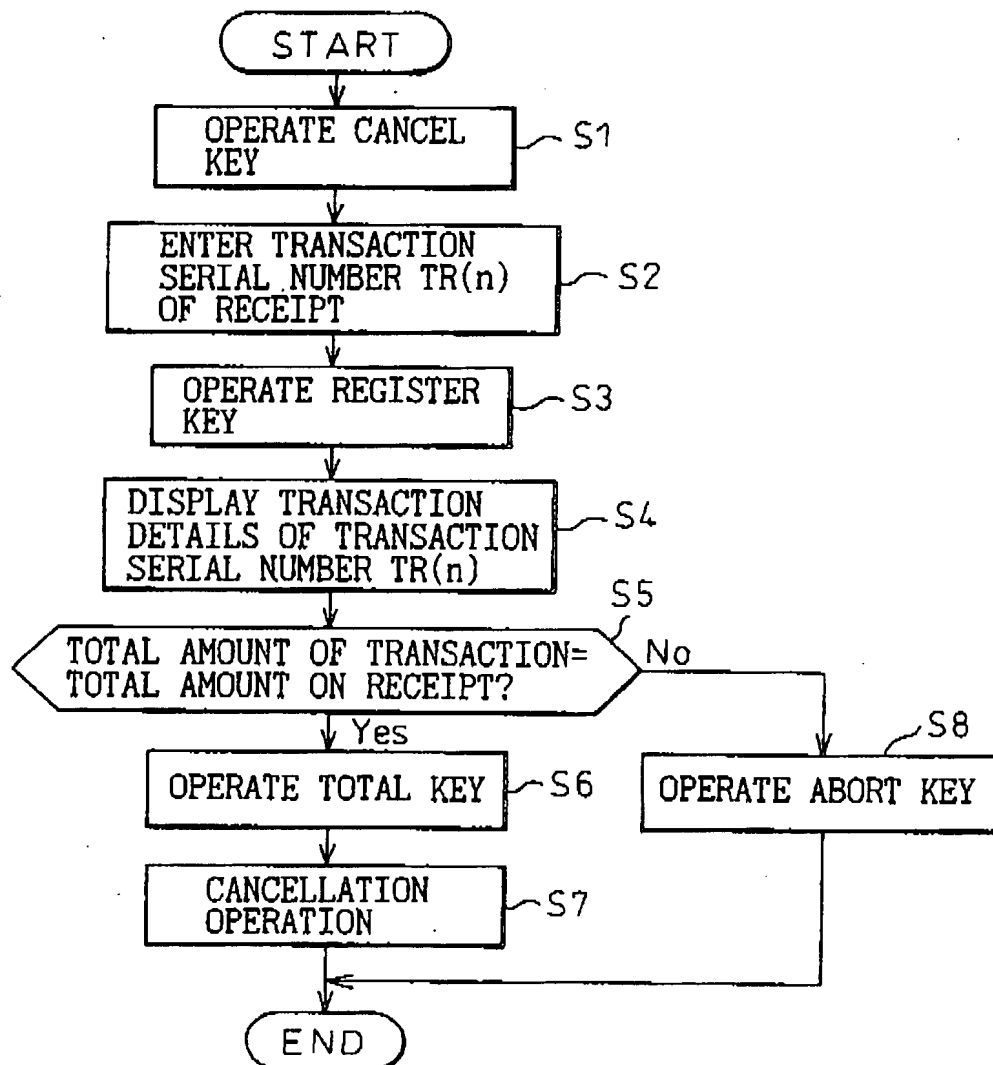 START
OPERATE CANCEL
KEY
S1
ENTER TRANSACTION
SERIAL NUMBER TR(n)
OF RECEIPT
S2
OPERATE REGISTER
KEY
S3
DISPLAY TRANSACTION
DETAILS OF TRANSACTION
SERIAL NUMBER TR(n)
S4
S5
TOTAL AMOUNT OF TRANSACTION=
TOTAL AMOUNT ON RECEIPT?
No
Yes
S8
OPERATE TOTAL KEY
S6
OPERATE ABORT KEY
CANCELLATION
OPERATION
S7
END